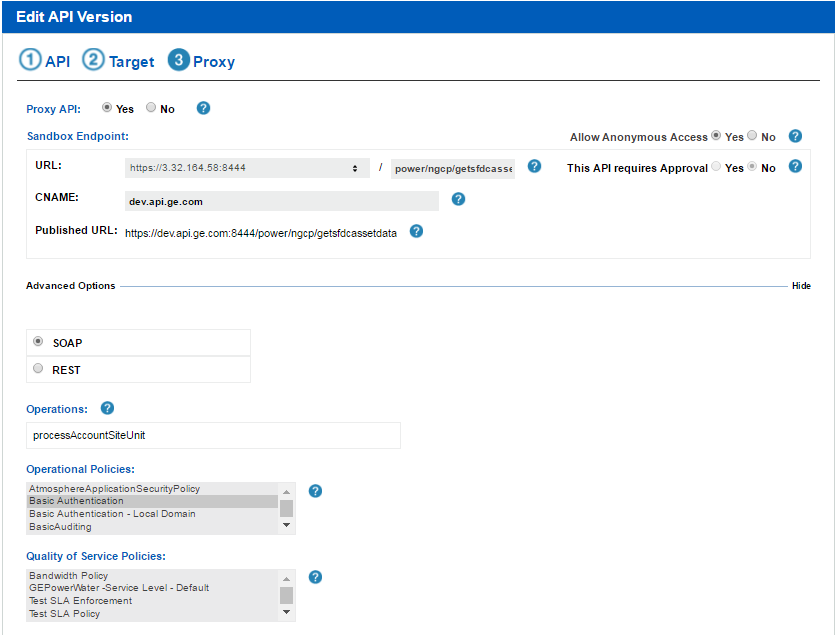 Edit API Version
1 API 2 Target 3 Proxy
Proxy API: Yes No ?
Sandbox Endpoint: Allow Anonymous Access Yes No ?
URL: https://3.32.164.58:8444 / power/ngcp/getsfdcasse ? This API requires Approval Yes No ?
CNAME: dev.api.ge.com ?
Published URL: https://dev.api.ge.com:8444/power/ngcp/getsfdcassetdata ?
Advanced Options Hide
SOAP
REST
Operations: ?
processAccountSiteUnit
Operational Policies:
AtmosphereApplicationSecurityPolicy ?
Basic Authentication
Basic Authentication - Local Domain
BasicAuditing
Quality of Service Policies:
Bandwidth Policy ?
GEPowerWater -Service Level - Default
Test SLA Enforcement
Test SLA Policy